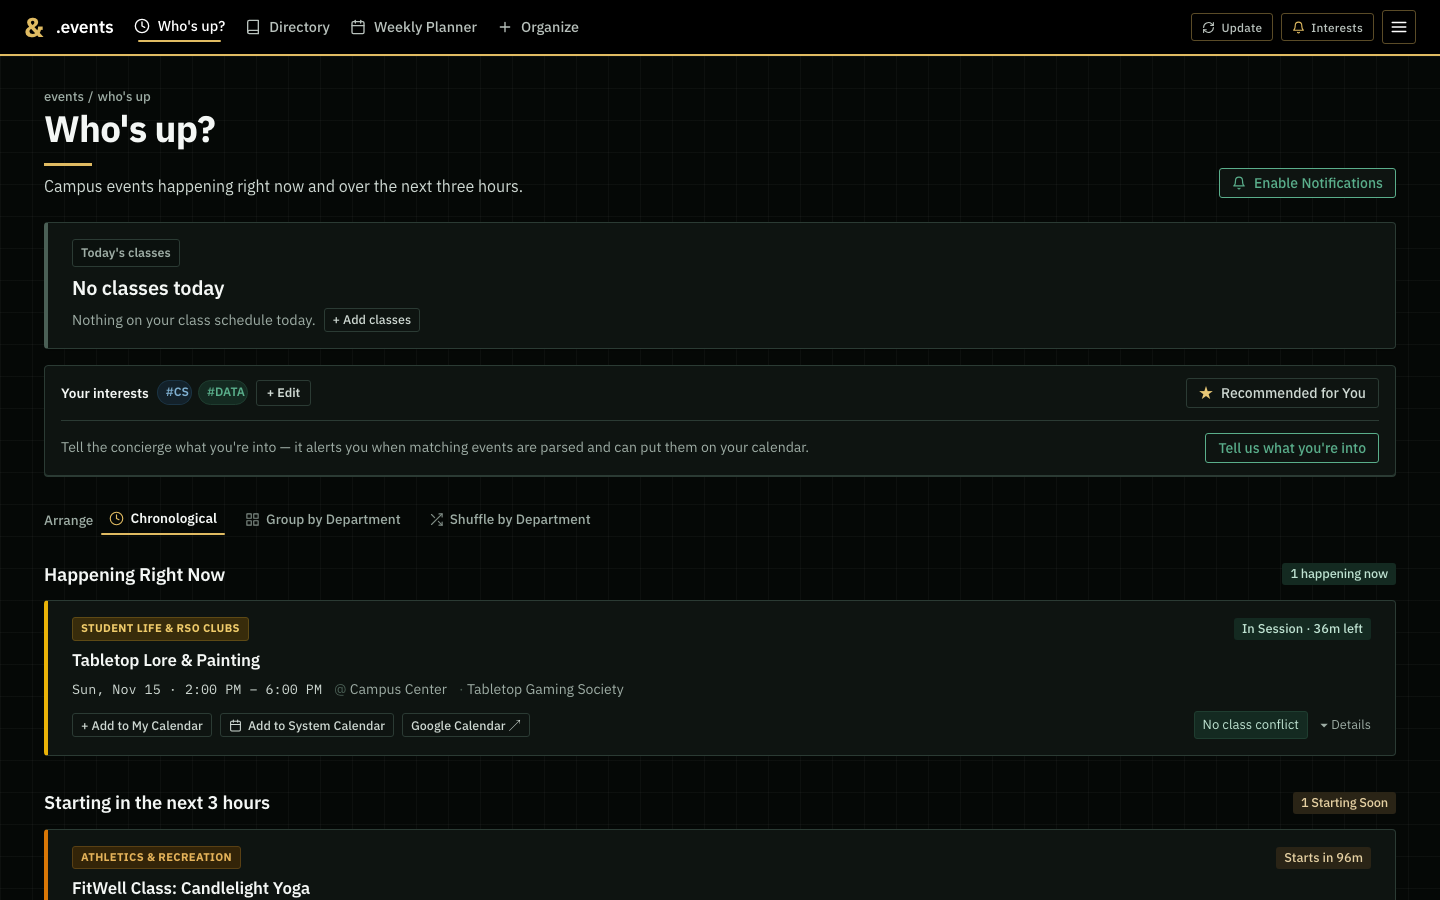 & .events Who's up? Directory Weekly Planner + Organize Update Interests
events / who's up
Who's up?
Campus events happening right now and over the next three hours.
Enable Notifications
Today's classes
No classes today
Nothing on your class schedule today. + Add classes
Your interests #CS #DATA + Edit ★ Recommended for You
Tell the concierge what you're into — it alerts you when matching events are parsed and can put them on your calendar. Tell us what you're into
Arrange Chronological Group by Department Shuffle by Department
Happening Right Now 1 happening now
STUDENT LIFE & RSO CLUBS In Session · 36m left
Tabletop Lore & Painting
Sun, Nov 15 · 2:00 PM – 6:00 PM @ Campus Center · Tabletop Gaming Society
+ Add to My Calendar Add to System Calendar Google Calendar ↗ No class conflict Details
Starting in the next 3 hours 1 Starting Soon
ATHLETICS & RECREATION Starts in 96m
FitWell Class: Candlelight Yoga